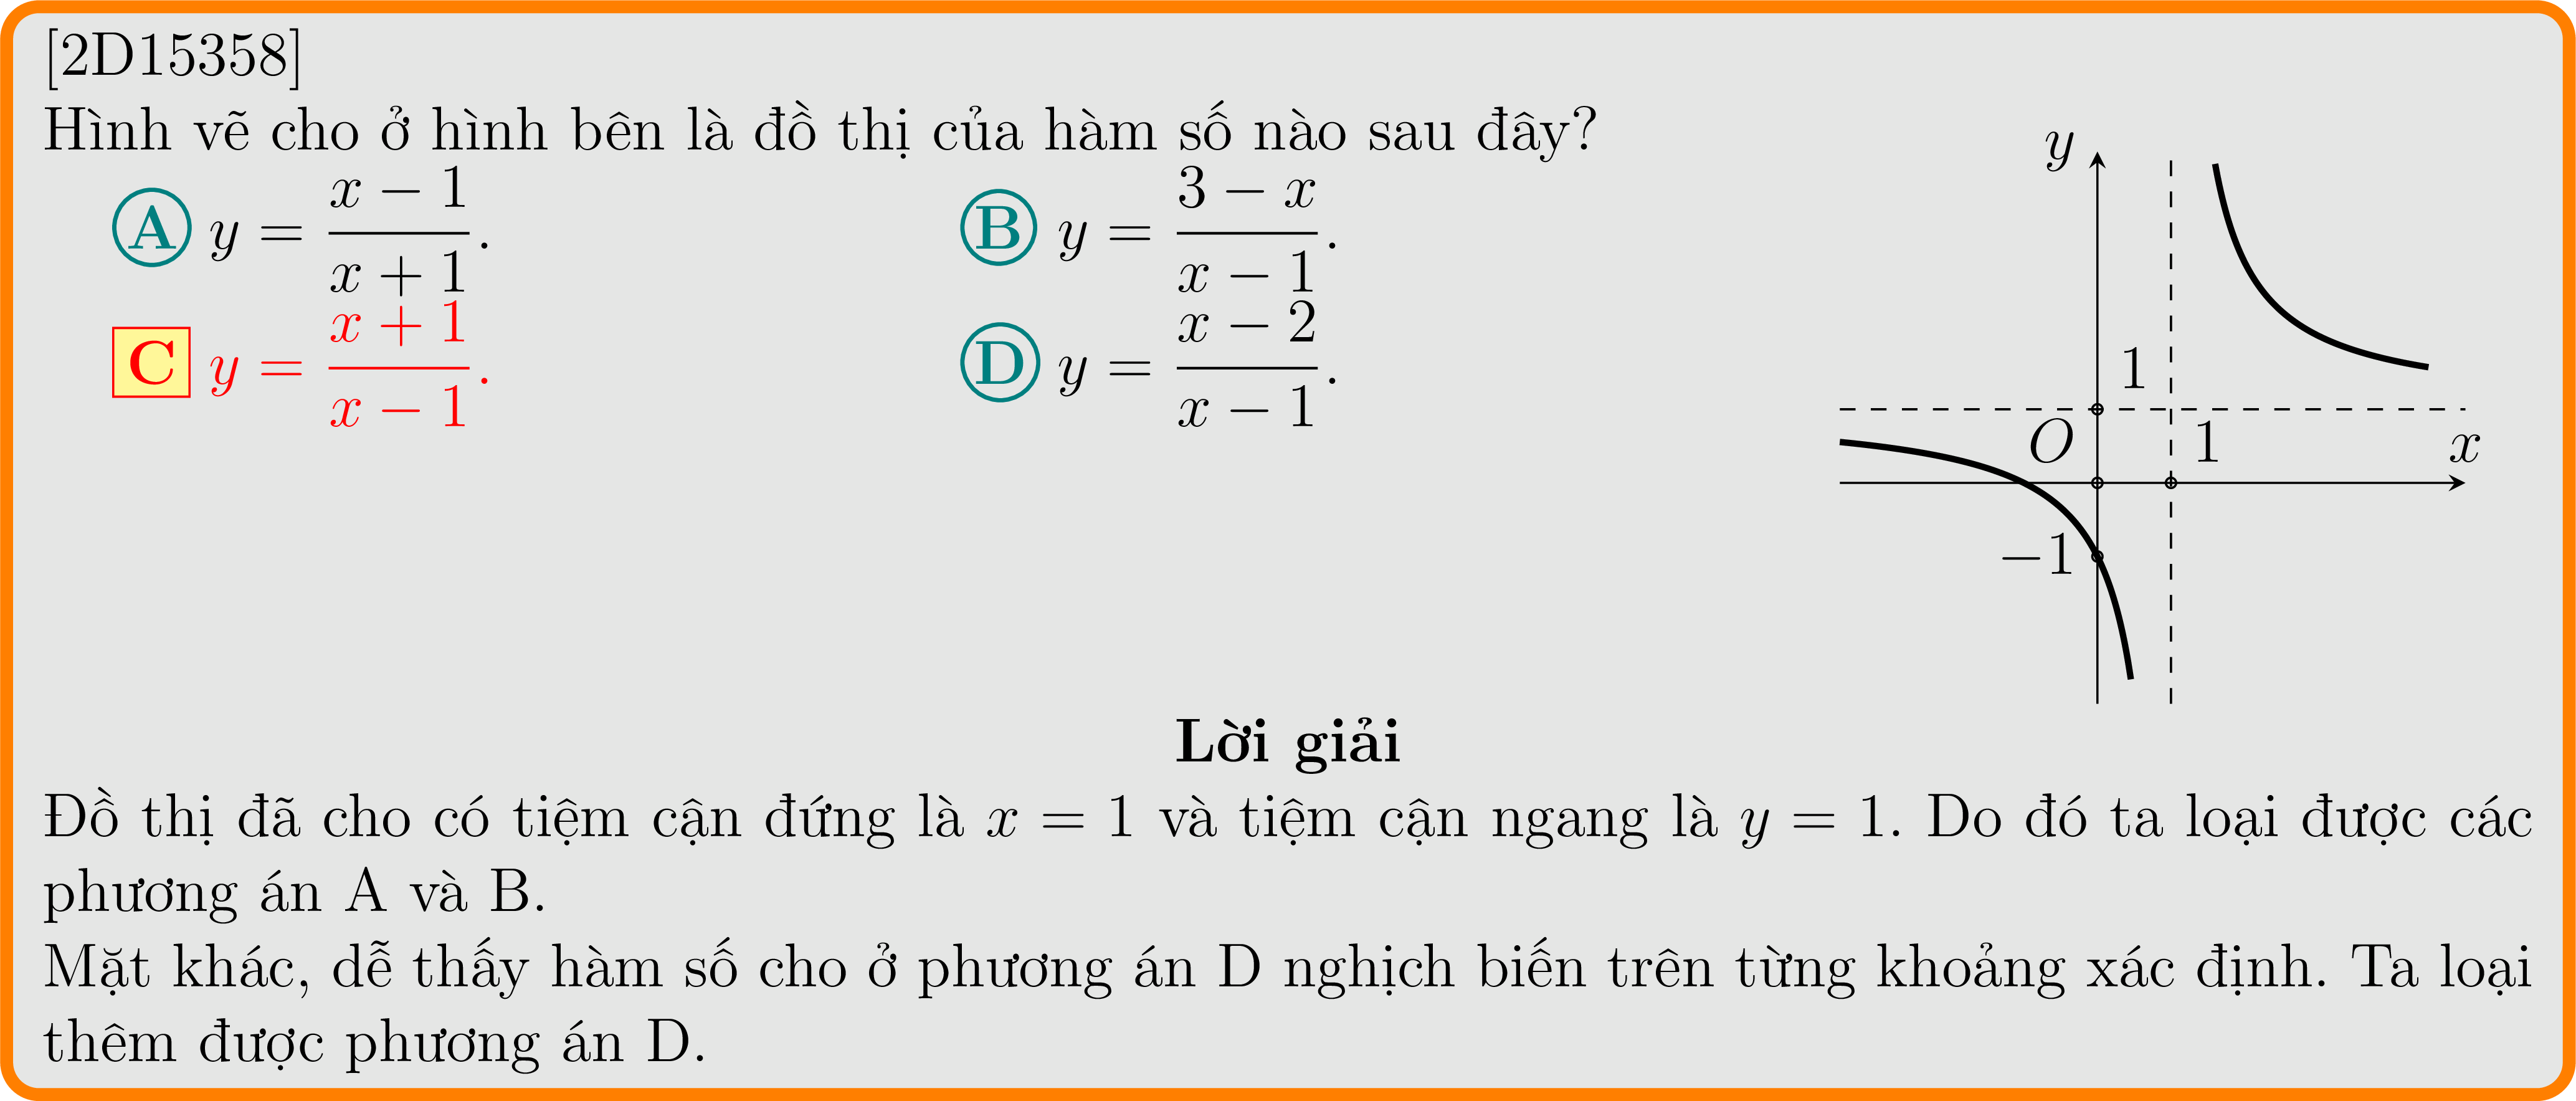 [2D15358]
Hình vẽ cho ở hình bên là đồ thị của hàm số nào sau đây?
A y = \frac{x - 1}{x + 1}. B y = \frac{3 - x}{x - 1}.
C y = \frac{x + 1}{x - 1}. D y = \frac{x - 2}{x - 1}.
y
1
O 1 x
−1
Lời giải
Đồ thị đã cho có tiệm cận đứng là x = 1 và tiệm cận ngang là y = 1. Do đó ta loại được các
phương án A và B.
Mặt khác, dễ thấy hàm số cho ở phương án D nghịch biến trên từng khoảng xác định. Ta loại
thêm được phương án D.